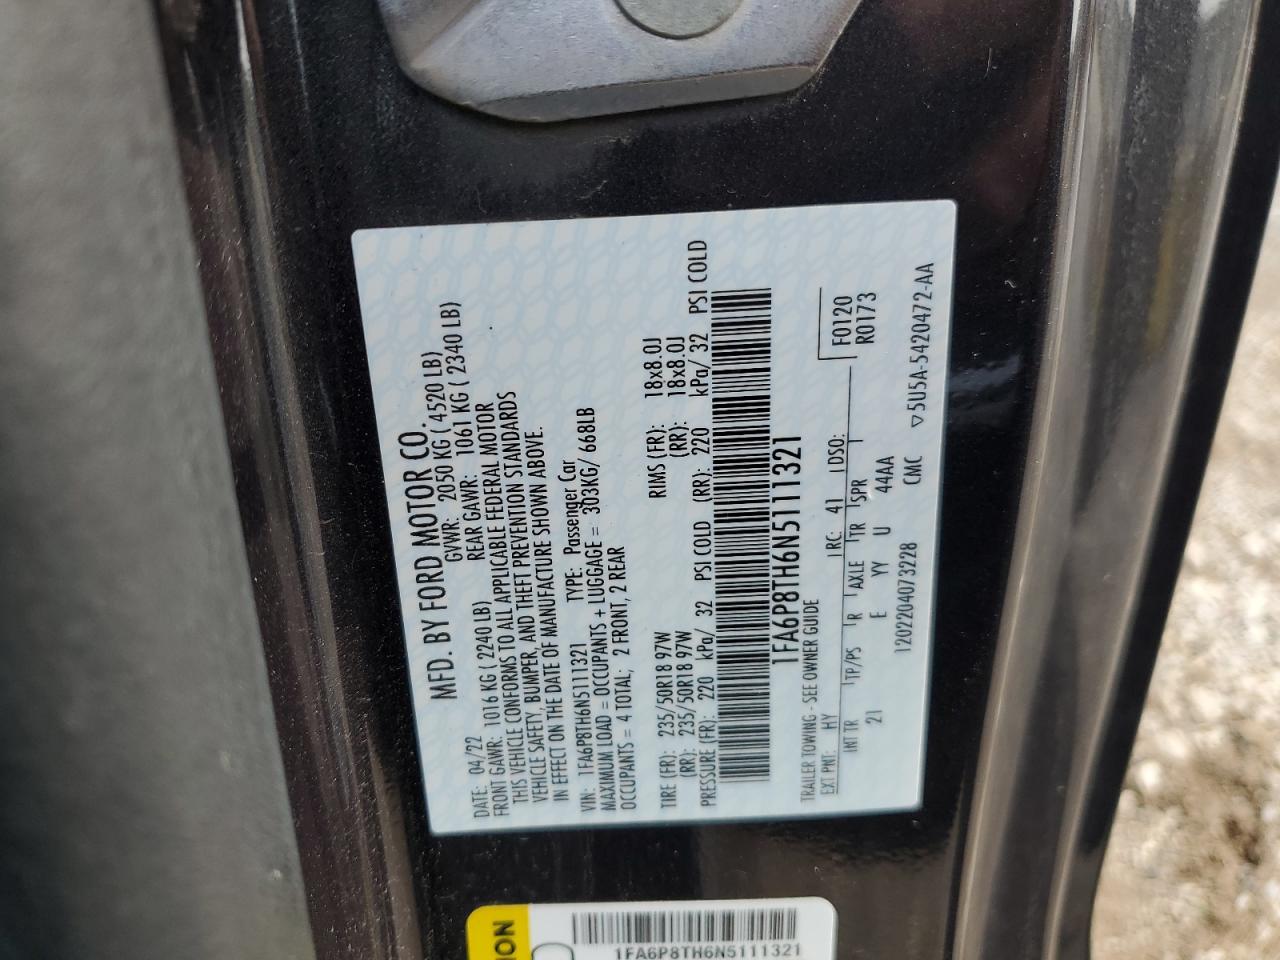 MFD. BY FORD MOTOR CO.
DATE: 04/22 GVWR: 2050 KG ( 4520 LB)
FRONT GAWR: 1016 KG ( 2240 LB) REAR GAWR: 1061 KG ( 2340 LB)
THIS VEHICLE CONFORMS TO ALL APPLICABLE FEDERAL MOTOR
VEHICLE SAFETY, BUMPER, AND THEFT PREVENTION STANDARDS
IN EFFECT ON THE DATE OF MANUFACTURE SHOWN ABOVE.
VIN: 1FA6P8TH6N5111321 TYPE: Passenger Car
MAXIMUM LOAD = OCCUPANTS + LUGGAGE = 303KG/ 668LB
OCCUPANTS = 4 TOTAL; 2 FRONT, 2 REAR
TIRE (FR): 235/50R18 97W RIMS (FR): 18x8.0J
(RR): 235/50R18 97W (RR): 18x8.0J
PRESSURE (FR): 220 kPa/ 32 PSI COLD (RR): 220 kPa/ 32 PSI COLD
1FA6P8TH6N5111321
TRAILER TOWING - SEE OWNER GUIDE F0120
EXT PNT: HY RC: 41 DSO: R0173
INT TR TP/PS R AXLE TR SPR
21 E YY U 44AA
1202204073228 CMC ▽5U5A-5420472-AA
ION
1FA6P8TH6N5111321